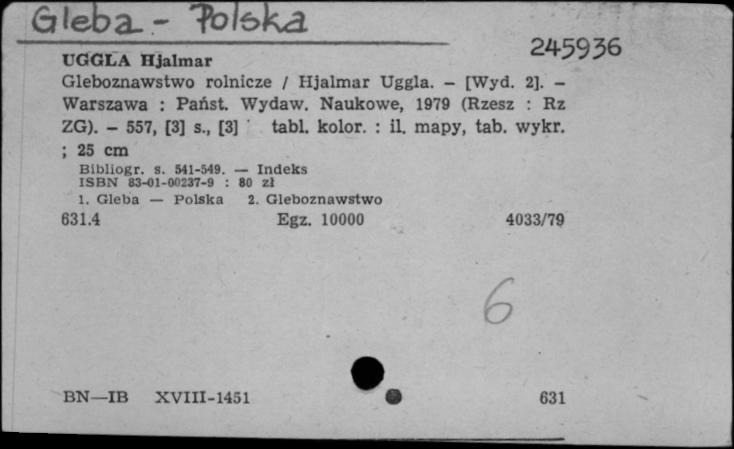 Gleba - Polska
245936
UGGLA Hjalmar
Gleboznawstwo rolnicze / Hjalmar Uggla. — [Wyd. 2]. —
Warszawa : Państ. Wydaw. Naukowe, 1979 (Rzesz : Rz
ZG). — 557, [3] s., [3] tabl. kolor. : il. mapy, tab. wykr.
; 25 cm
Bibliogr. s. 541-549. — Indeks
ISBN 83-01-00237-9 : 80 zł
1. Gleba — Polska 2. Gleboznawstwo
631.4 Egz. 10000 4033/79
6
BN—IB XVIII-1451 631